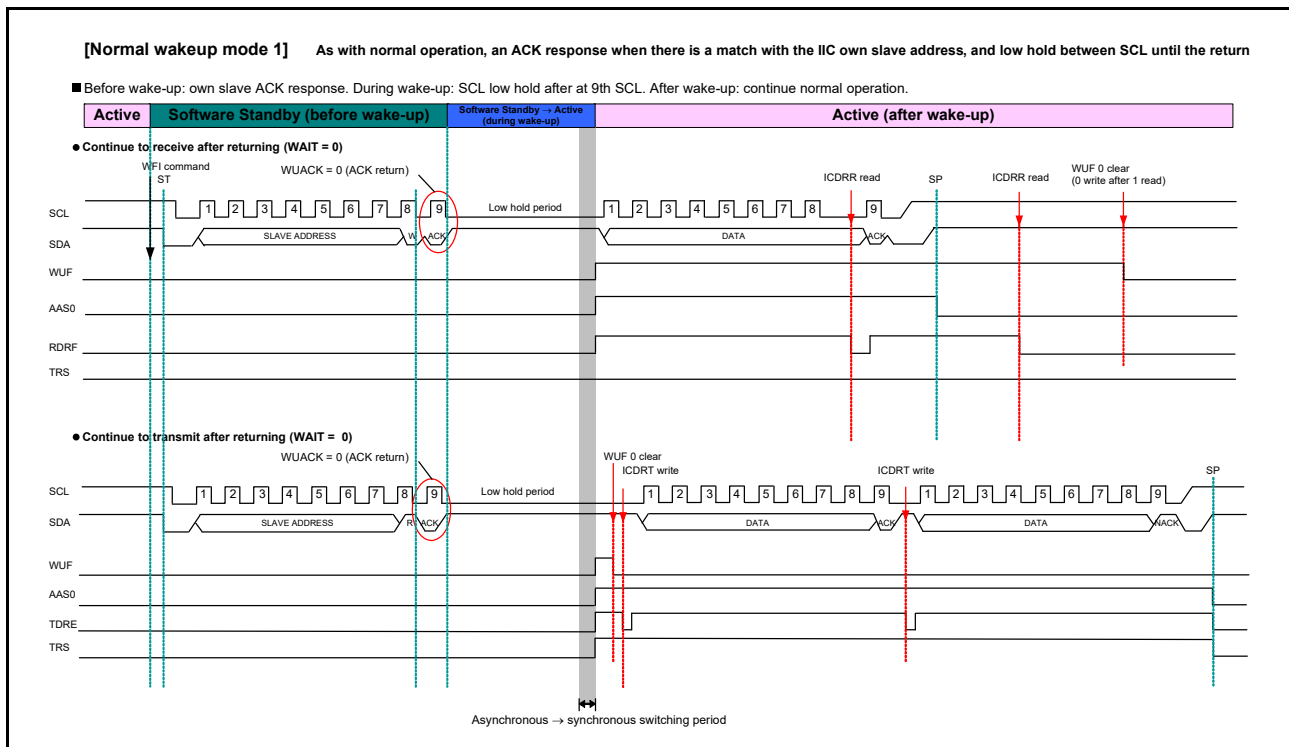 [Normal wakeup mode 1] As with normal operation, an ACK response when there is a match with the IIC own slave address, and low hold between SCL until the return
■ Before wake-up: own slave ACK response. During wake-up: SCL low hold after at 9th SCL. After wake-up: continue normal operation.
Active Software Standby (before wake-up) Software Standby → Active (during wake-up) Active (after wake-up)
● Continue to receive after returning (WAIT = 0)
WFI command
ST
WUACK = 0 (ACK return)
ICDRR read
SP
ICDRR read
WUF 0 clear
(0 write after 1 read)
SCL 1 2 3 4 5 6 7 8 9 Low hold period 1 2 3 4 5 6 7 8 9
SDA SLAVE ADDRESS W ACK DATA ACK
WUF
AAS0
RDRF
TRS
● Continue to transmit after returning (WAIT = 0)
WUACK = 0 (ACK return)
WUF 0 clear
ICDRT write
ICDRT write
SP
SCL 1 2 3 4 5 6 7 8 9 Low hold period 1 2 3 4 5 6 7 8 9 1 2 3 4 5 6 7 8 9
SDA SLAVE ADDRESS R ACK DATA ACK DATA NACK
WUF
AAS0
TDRE
TRS
Asynchronous → synchronous switching period